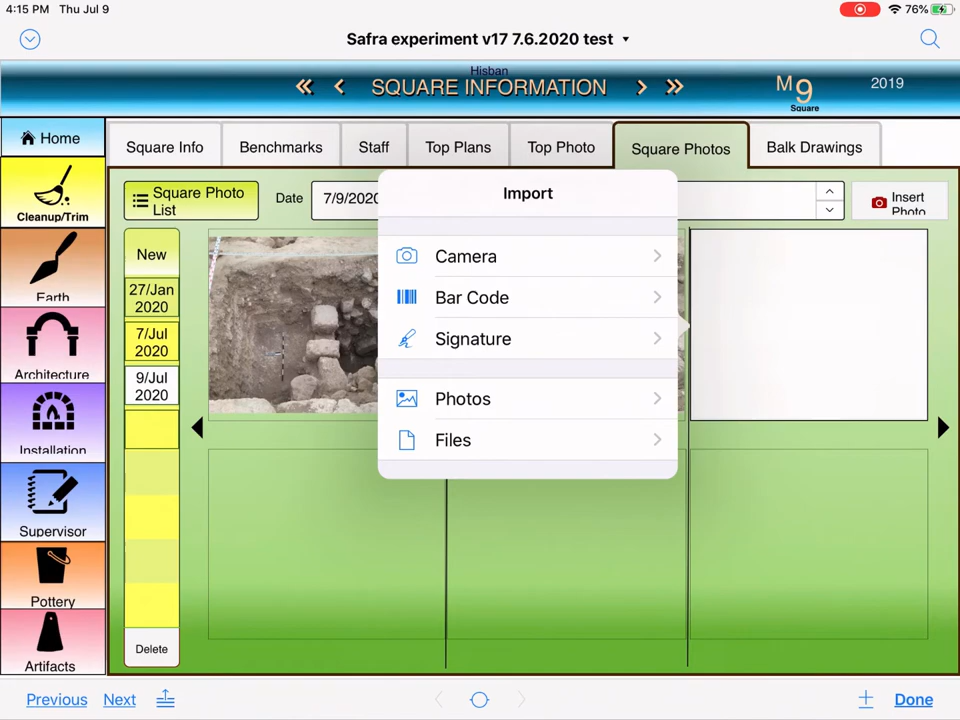 4:15 PM Thu Jul 9
76%
Safra experiment v17 7.6.2020 test
Hisban
SQUARE INFORMATION
M 9
Square
2019
Home
Square Info
Benchmarks
Staff
Top Plans
Top Photo
Square Photos
Balk Drawings
Cleanup/Trim
Earth
Architecture
Installation
Supervisor
Pottery
Artifacts
Square Photo
List
Date
7/9/2020
Insert
Photo
New
27/Jan
2020
7/Jul
2020
9/Jul
2020
Delete
Import
Camera
Bar Code
Signature
Photos
Files
Previous
Next
Done